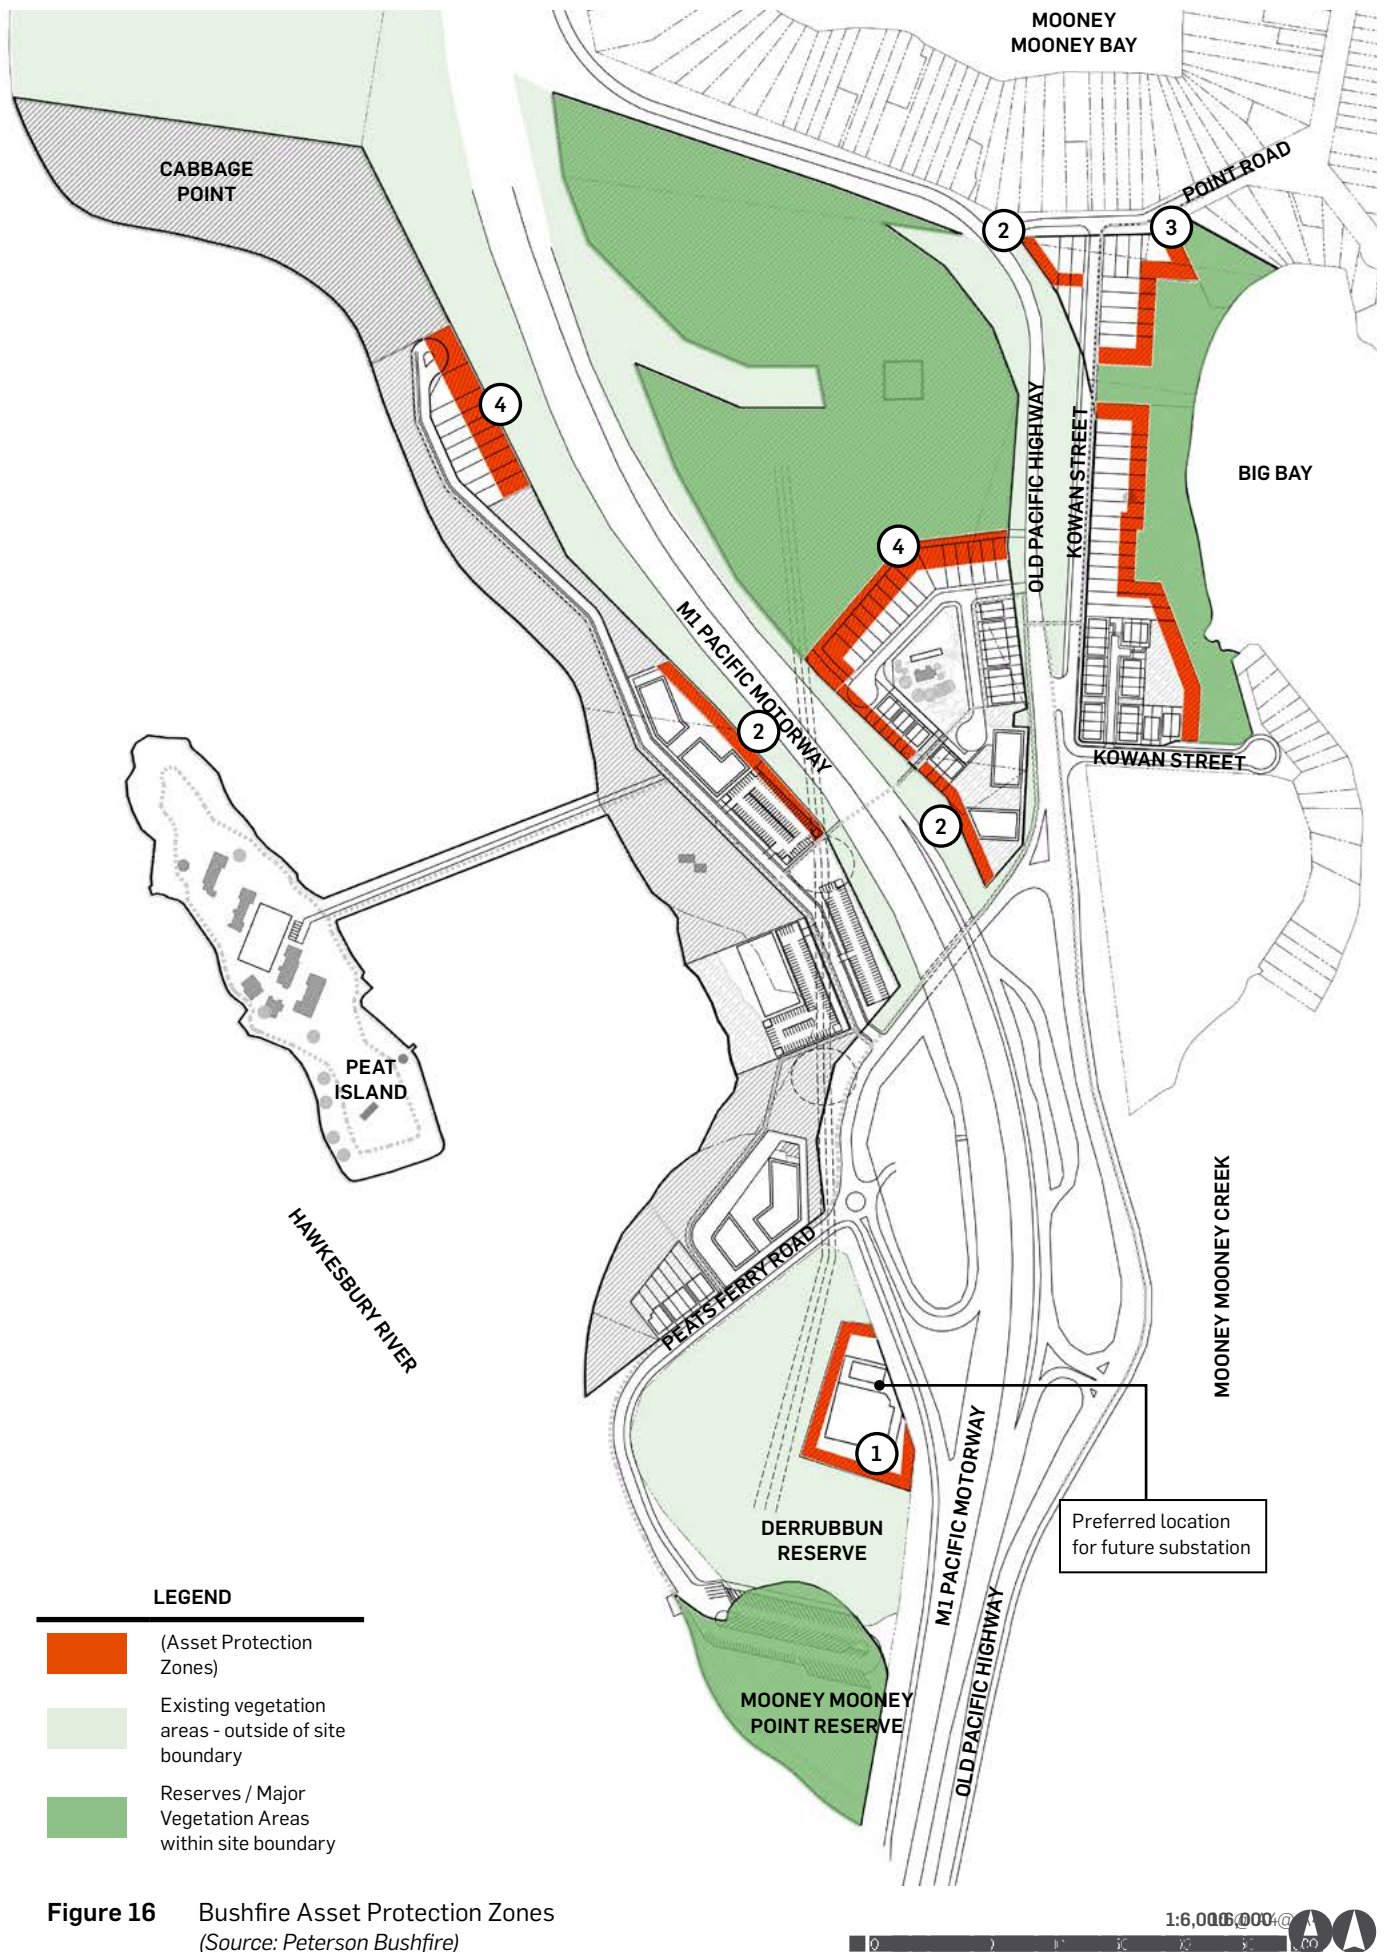 MOONEY
MOONEY BAY
CABBAGE
POINT
POINT ROAD
2
3
4
OLD PACIFIC HIGHWAY
KOWAN STREET
BIG BAY
4
M1 PACIFIC MOTORWAY
2
KOWAN STREET
2
PEAT
ISLAND
HAWKESBURY RIVER
PEATS FERRY ROAD
MOONEY MOONEY CREEK
1
M1 PACIFIC MOTORWAY
Preferred location
for future substation
DERRUBBUN
RESERVE
OLD PACIFIC HIGHWAY
MOONEY MOONEY
POINT RESERVE
LEGEND
(Asset Protection
Zones)
Existing vegetation
areas - outside of site
boundary
Reserves / Major
Vegetation Areas
within site boundary
Figure 16 Bushfire Asset Protection Zones
(Source: Peterson Bushfire)